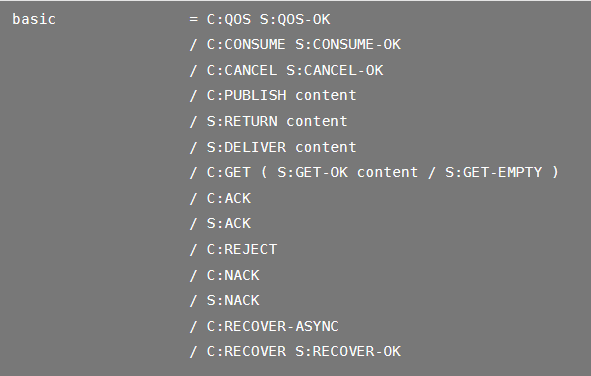 basic = C:QOS S:QOS-OK
/ C:CONSUME S:CONSUME-OK
/ C:CANCEL S:CANCEL-OK
/ C:PUBLISH content
/ S:RETURN content
/ S:DELIVER content
/ C:GET ( S:GET-OK content / S:GET-EMPTY )
/ C:ACK
/ S:ACK
/ C:REJECT
/ C:NACK
/ S:NACK
/ C:RECOVER-ASYNC
/ C:RECOVER S:RECOVER-OK